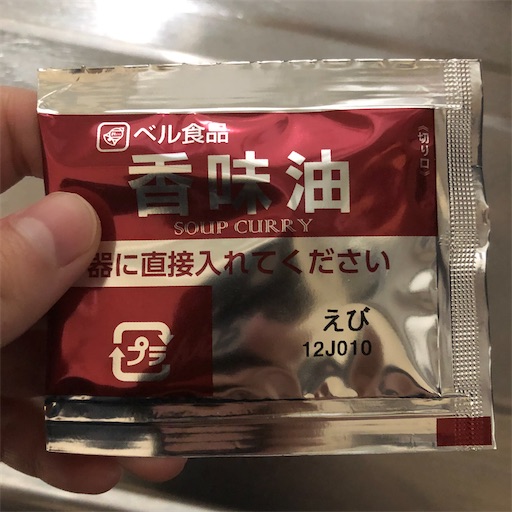 ベル食品
香味油
SOUP CURRY
器に直接入れてください
切り口
えび
12J010
プラ